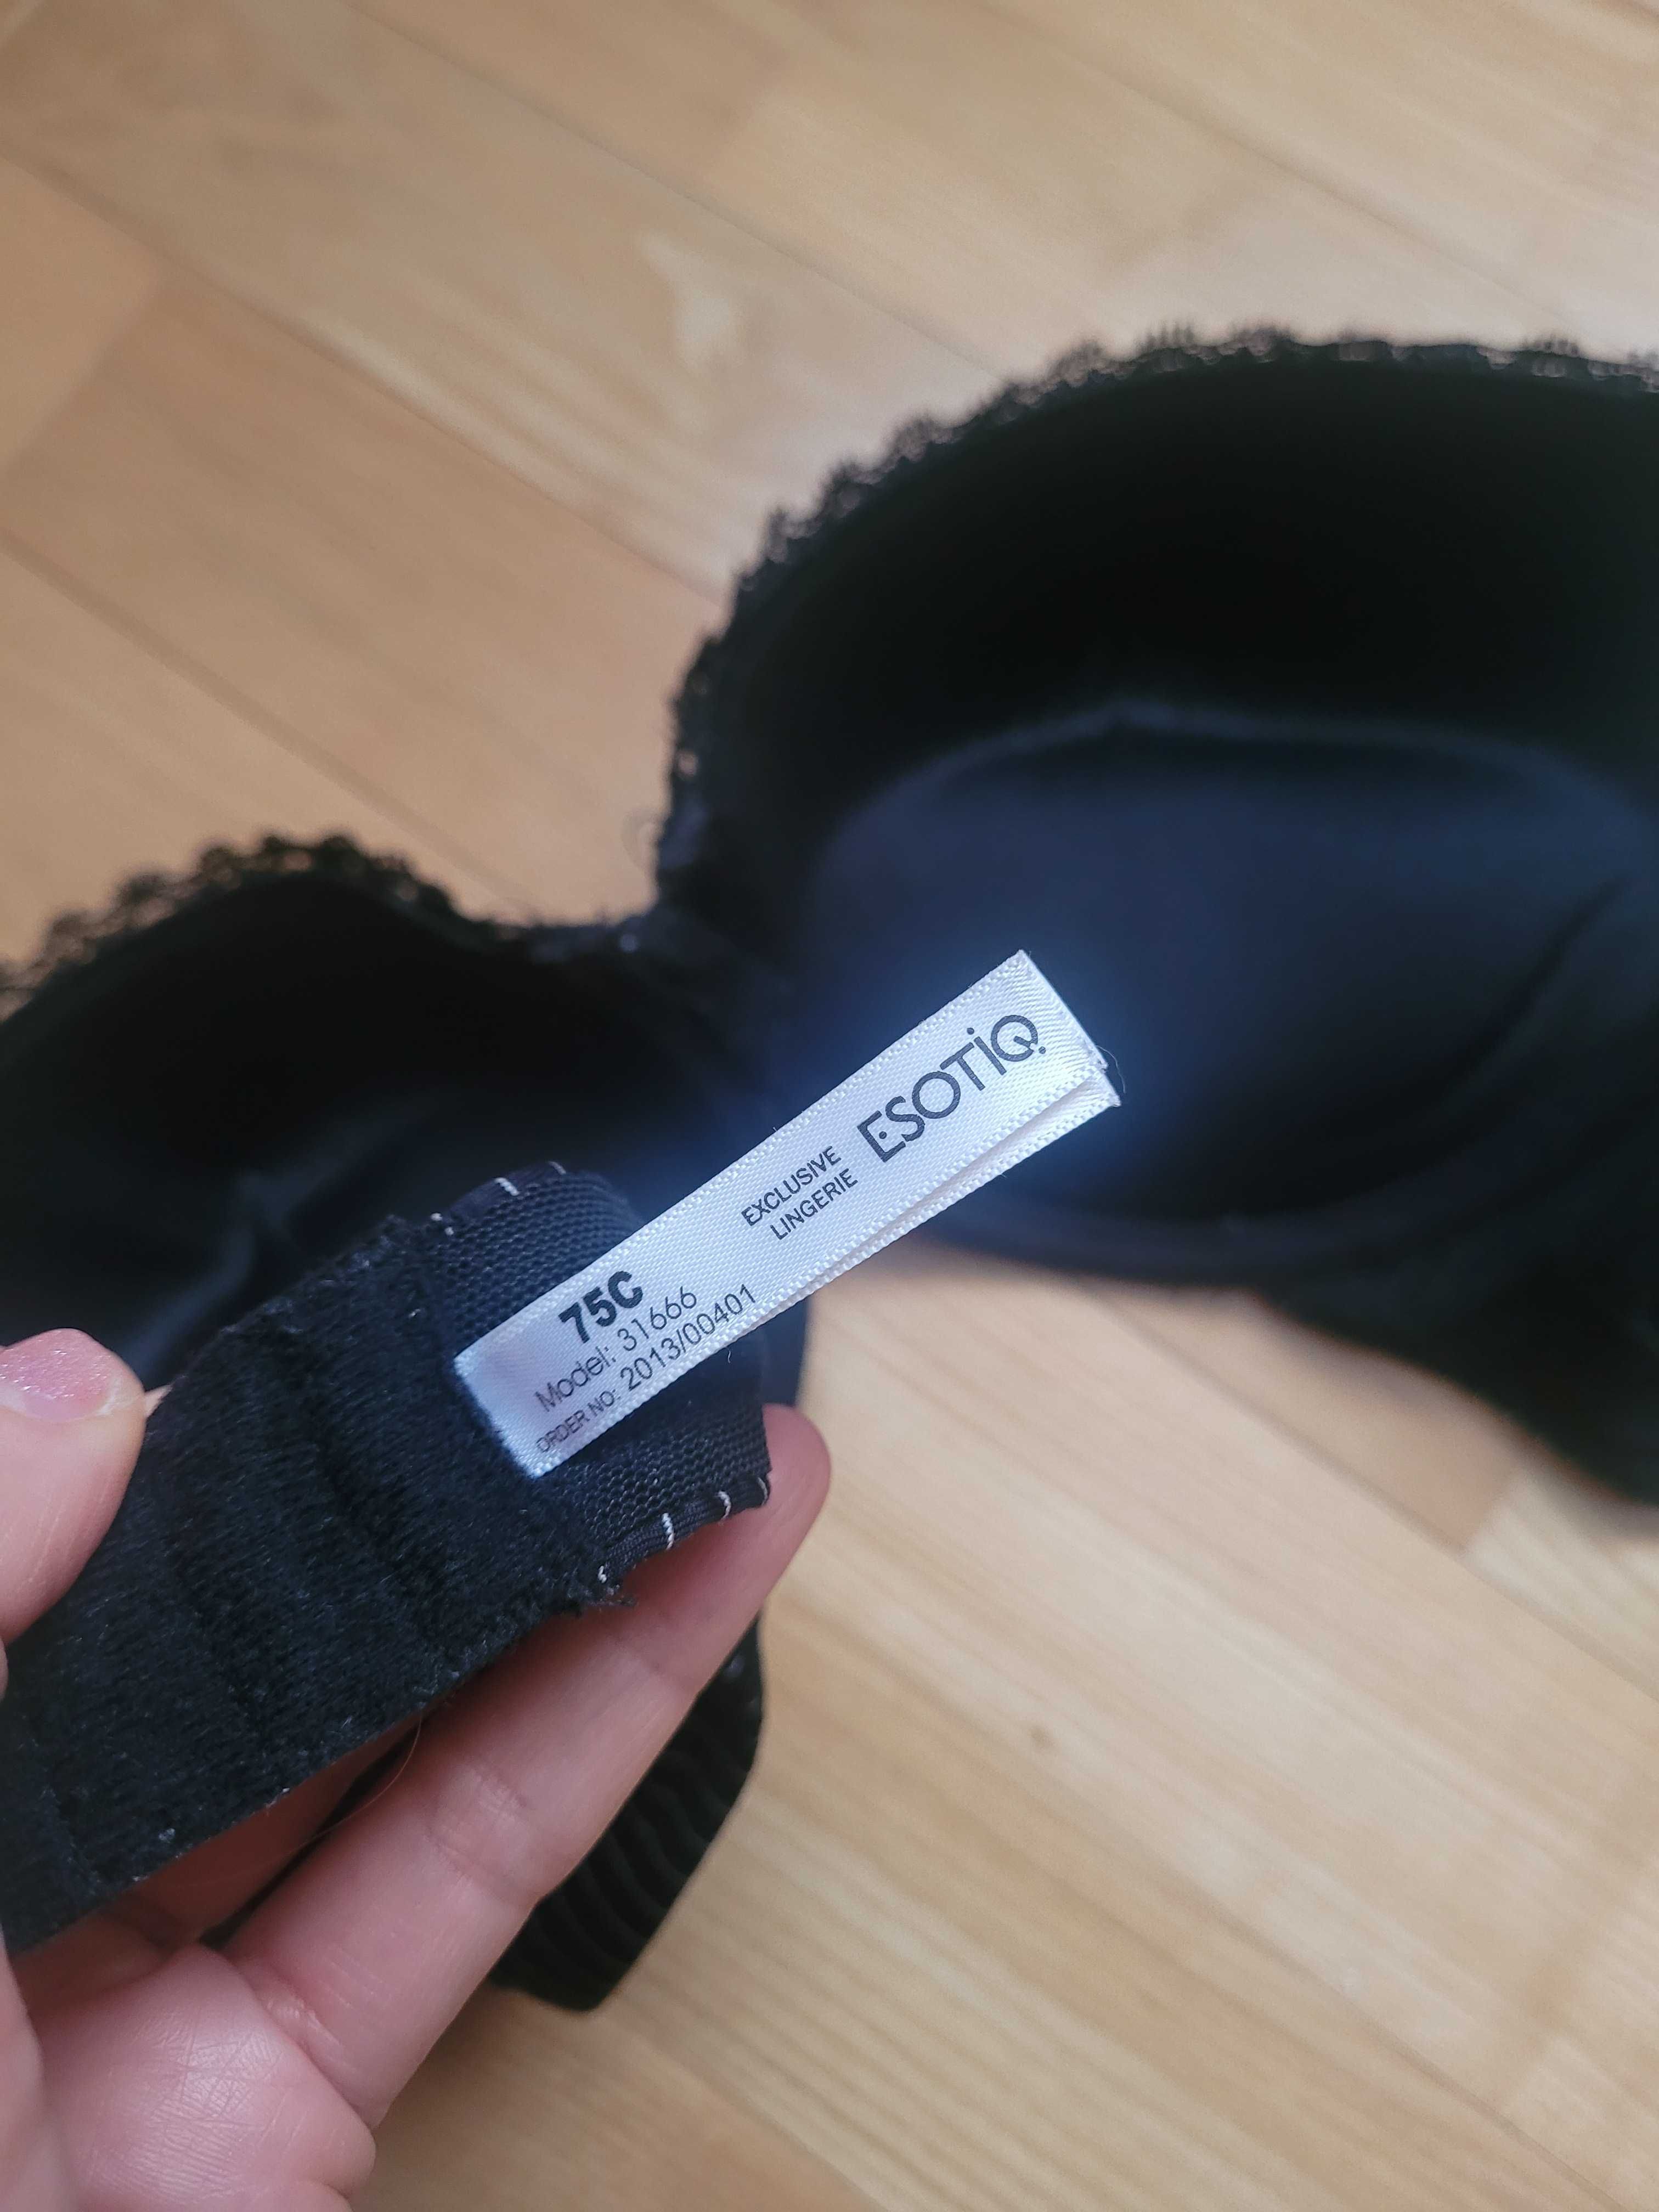 ESOTIQ
EXCLUSIVE
LINGERIE
75C
Model: 31666
ORDER NO: 2013/00401